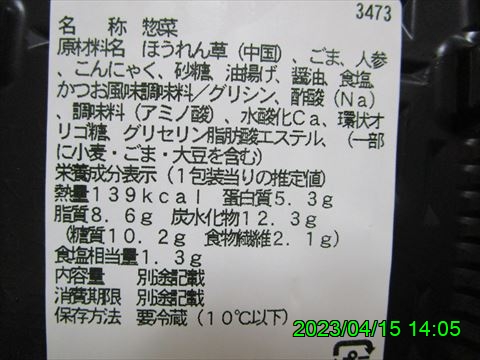 3473
名　称　惣菜
原材料名　ほうれん草（中国）、ごま、人参
、こんにゃく、砂糖、油揚げ、醤油、食塩、
かつお風味調味料／グリシン、酢酸（Ｎａ）
、調味料（アミノ酸）、水酸化Ｃａ、環状オ
リゴ糖、グリセリン脂肪酸エステル、（一部
に小麦・ごま・大豆を含む）
栄養成分表示（１包装当りの推定値）
熱量１３９ｋｃａｌ　蛋白質５．３ｇ
脂質８．６ｇ　炭水化物１２．３ｇ
（糖質１０．２ｇ　食物繊維２．１ｇ）
食塩相当量１．３ｇ
内容量　別途記載
消費期限　別途記載
保存方法　要冷蔵（１０℃以下）
2023/04/15 14:05